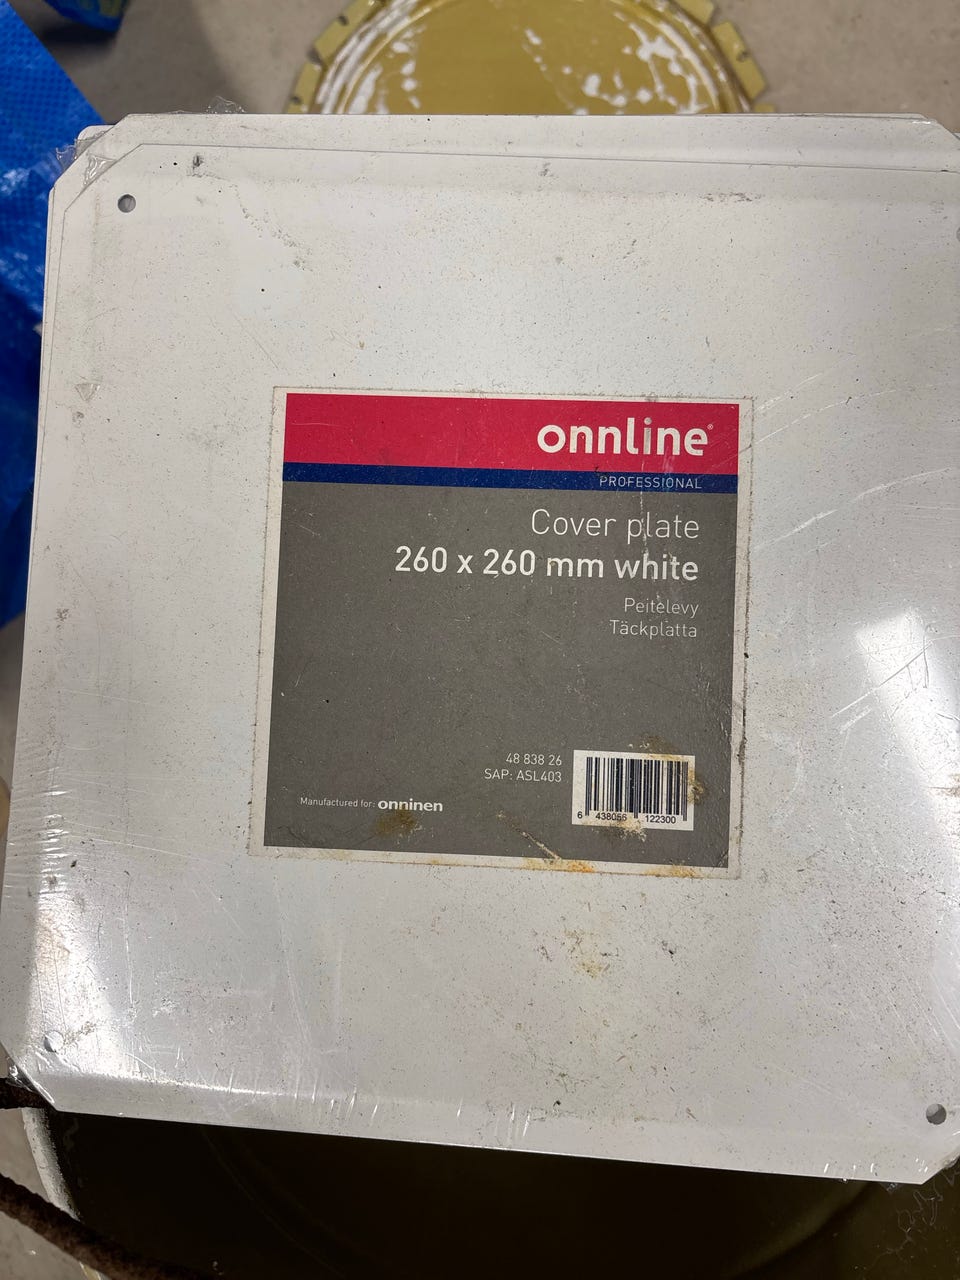 onnline®
PROFESSIONAL
Cover plate
260 x 260 mm white
Peitelevy
Täckplatta
48 838 26
SAP: ASL403
Manufactured for: onninen
6 438056 122300